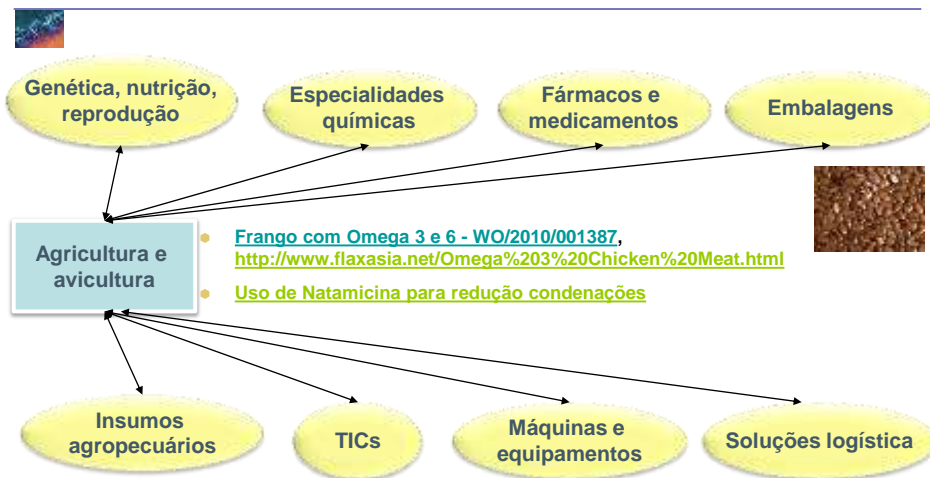 Genética, nutrição,
reprodução
Especialidades
químicas
Fármacos e
medicamentos
Embalagens
Agricultura e
avicultura
Frango com Omega 3 e 6 - WO/2010/001387,
http://www.flaxasia.net/Omega%203%20Chicken%20Meat.html
Uso de Natamicina para redução condenações
Insumos
agropecuários
TICs
Máquinas e
equipamentos
Soluções logística